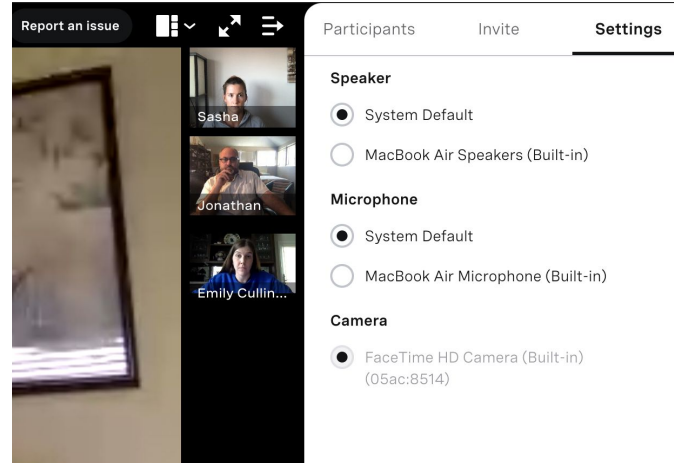 Report an issue
Participants Invite Settings
Speaker
System Default
MacBook Air Speakers (Built-in)
Microphone
System Default
MacBook Air Microphone (Built-in)
Camera
FaceTime HD Camera (Built-in)
(05ac:8514)
Sasha
Jonathan
Emily Cullin...